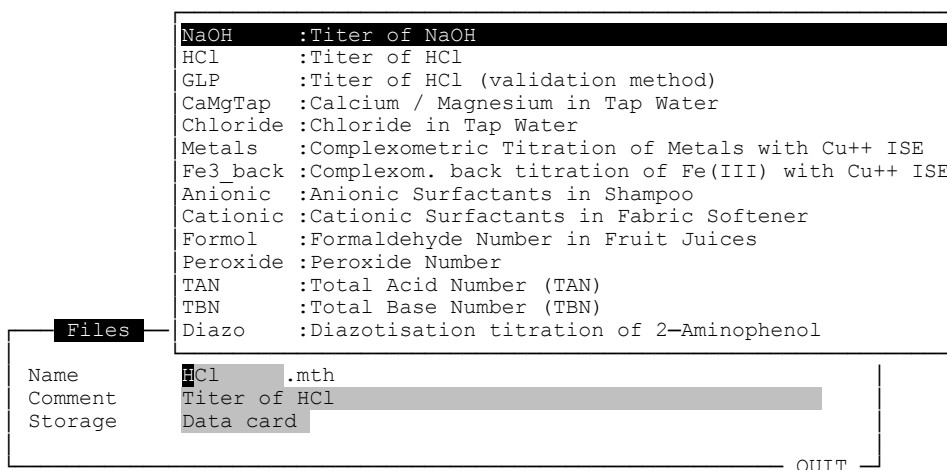 NaOH :Titer of NaOH
HCl :Titer of HCl
GLP :Titer of HCl (validation method)
CaMgTap :Calcium / Magnesium in Tap Water
Chloride :Chloride in Tap Water
Metals :Complexometric Titration of Metals with Cu++ ISE
Fe3_back :Complexom. back titration of Fe(III) with Cu++ ISE
Anionic :Anionic Surfactants in Shampoo
Cationic :Cationic Surfactants in Fabric Softener
Formol :Formaldehyde Number in Fruit Juices
Peroxide :Peroxide Number
TAN :Total Acid Number (TAN)
TBN :Total Base Number (TBN)
Files
Diazo :Diazotisation titration of 2-Aminophenol
Name HCl .mth
Comment Titer of HCl
Storage Data card
QUIT